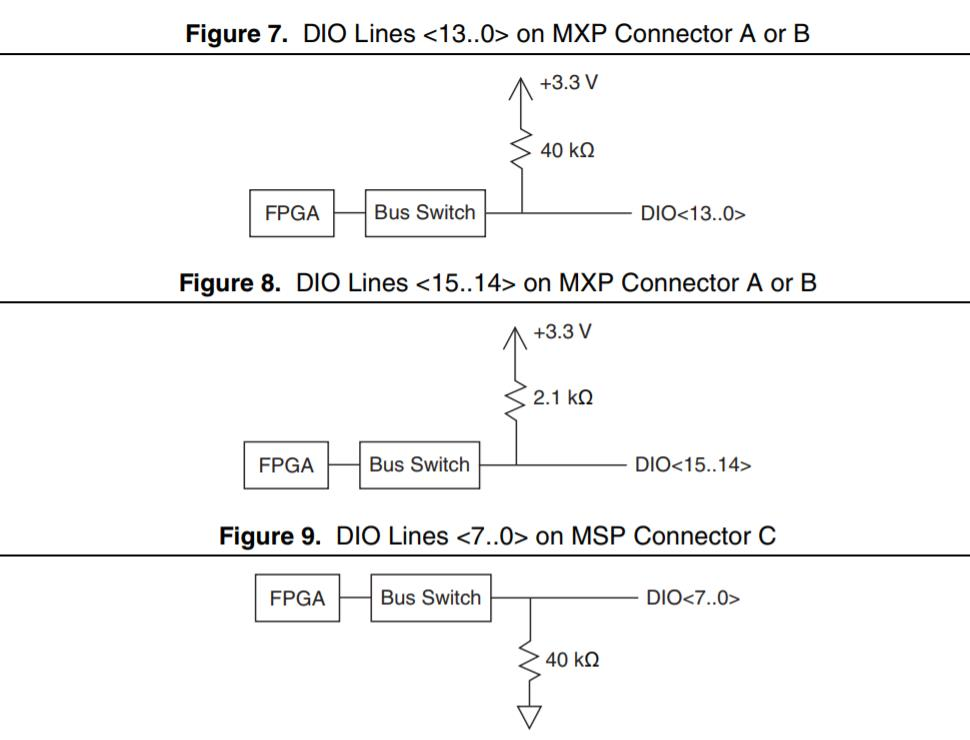 Figure 7. DIO Lines <13..0> on MXP Connector A or B
+3.3 V
40 kΩ
FPGA
Bus Switch
DIO<13..0>
Figure 8. DIO Lines <15..14> on MXP Connector A or B
+3.3 V
2.1 kΩ
FPGA
Bus Switch
DIO<15..14>
Figure 9. DIO Lines <7..0> on MSP Connector C
FPGA
Bus Switch
DIO<7..0>
40 kΩ